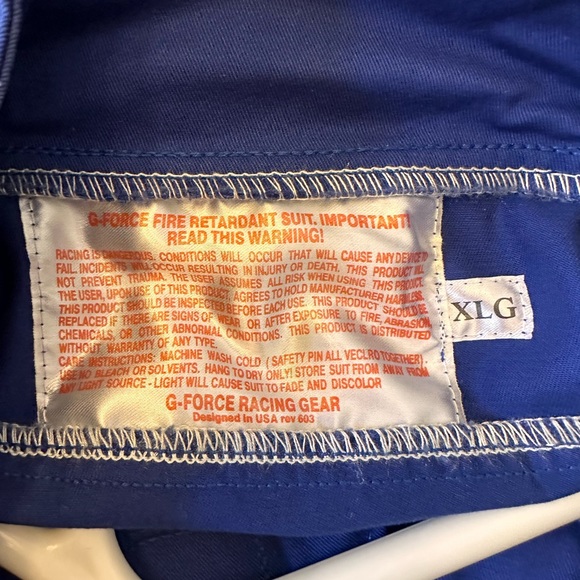 G-FORCE FIRE RETARDANT SUIT. IMPORTANT!
READ THIS WARNING!
RACING IS DANGEROUS. CONDITIONS WILL OCCUR THAT WILL CAUSE ANY DEVICE TO
FAIL. INCIDENTS WILL OCCUR RESULTING IN INJURY OR DEATH. THIS PRODUCT WILL
NOT PREVENT TRAUMA. THE USER ASSUMES ALL RISK WHEN USING THIS PRODUCT.
THE USER, UPON USE OF THIS PRODUCT, AGREES TO HOLD MANUFACTURER HARMLESS.
THIS PRODUCT SHOULD BE INSPECTED BEFORE EACH USE. THIS PRODUCT SHOULD BE
REPLACED IF THERE ARE SIGNS OF WEAR, OR AFTER EXPOSURE TO FIRE, ABRASION,
CHEMICALS, OR OTHER ABNORMAL CONDITIONS. THIS PRODUCT IS DISTRIBUTED
WITHOUT WARRANTY OF ANY TYPE.
CARE INSTRUCTIONS: MACHINE WASH COLD (SAFETY PIN ALL VECLRO TOGETHER).
USE NO BLEACH OR SOLVENTS. HANG TO DRY ONLY! STORE SUIT FROM AWAY FROM
ANY LIGHT SOURCE - LIGHT WILL CAUSE SUIT TO FADE AND DISCOLOR
G-FORCE RACING GEAR
Designed in USA rev 603
XLG